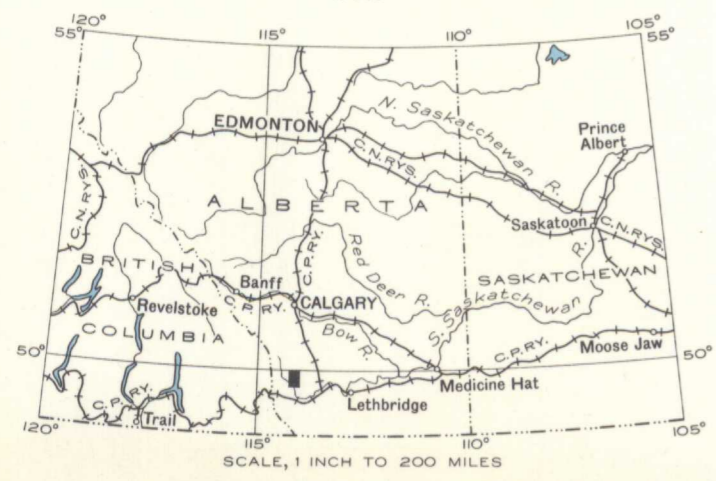 120°
55°
115°
110°
105°
55°
EDMONTON
N. Saskatchewan R.
Prince
Albert
C.N.RYS.
C.N.RYS.
ALBERTA
Saskatoon
C.N.RYS.
C.P.RY.
Red Deer R.
S. Saskatchewan R.
SASKATCHEWAN
BRITISH
COLUMBIA
Banff
C.P.RY.
CALGARY
Revelstoke
Bow R.
C.P.RY.
Moose Jaw
50°
50°
Medicine Hat
Lethbridge
C.P.RY.
Trail
120°
115°
110°
105°
SCALE, 1 INCH TO 200 MILES